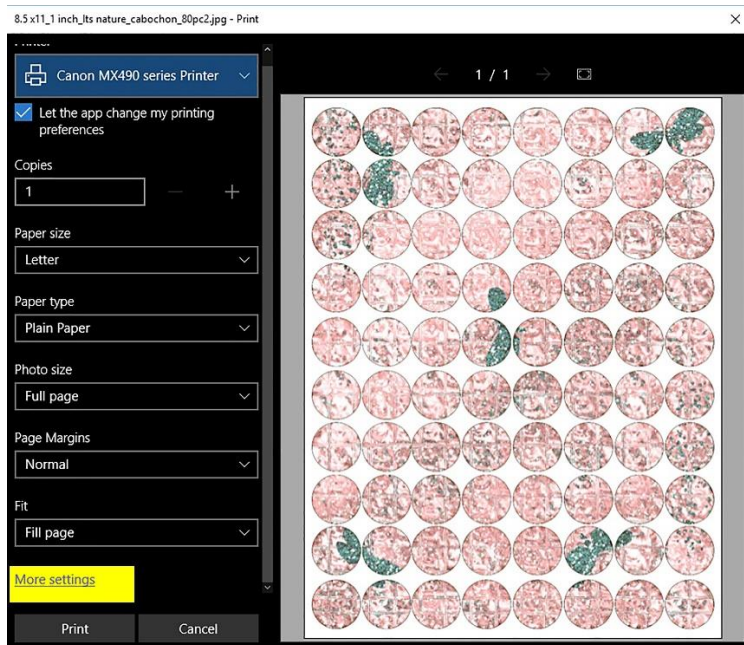 8.5 x11_1 inch_lts nature_cabochon_80pc2.jpg - Print
Printer
Canon MX490 series Printer
1 / 1
Let the app change my printing
preferences
Copies
1
Paper size
Letter
Paper type
Plain Paper
Photo size
Full page
Page Margins
Normal
Fit
Fill page
More settings
Print
Cancel